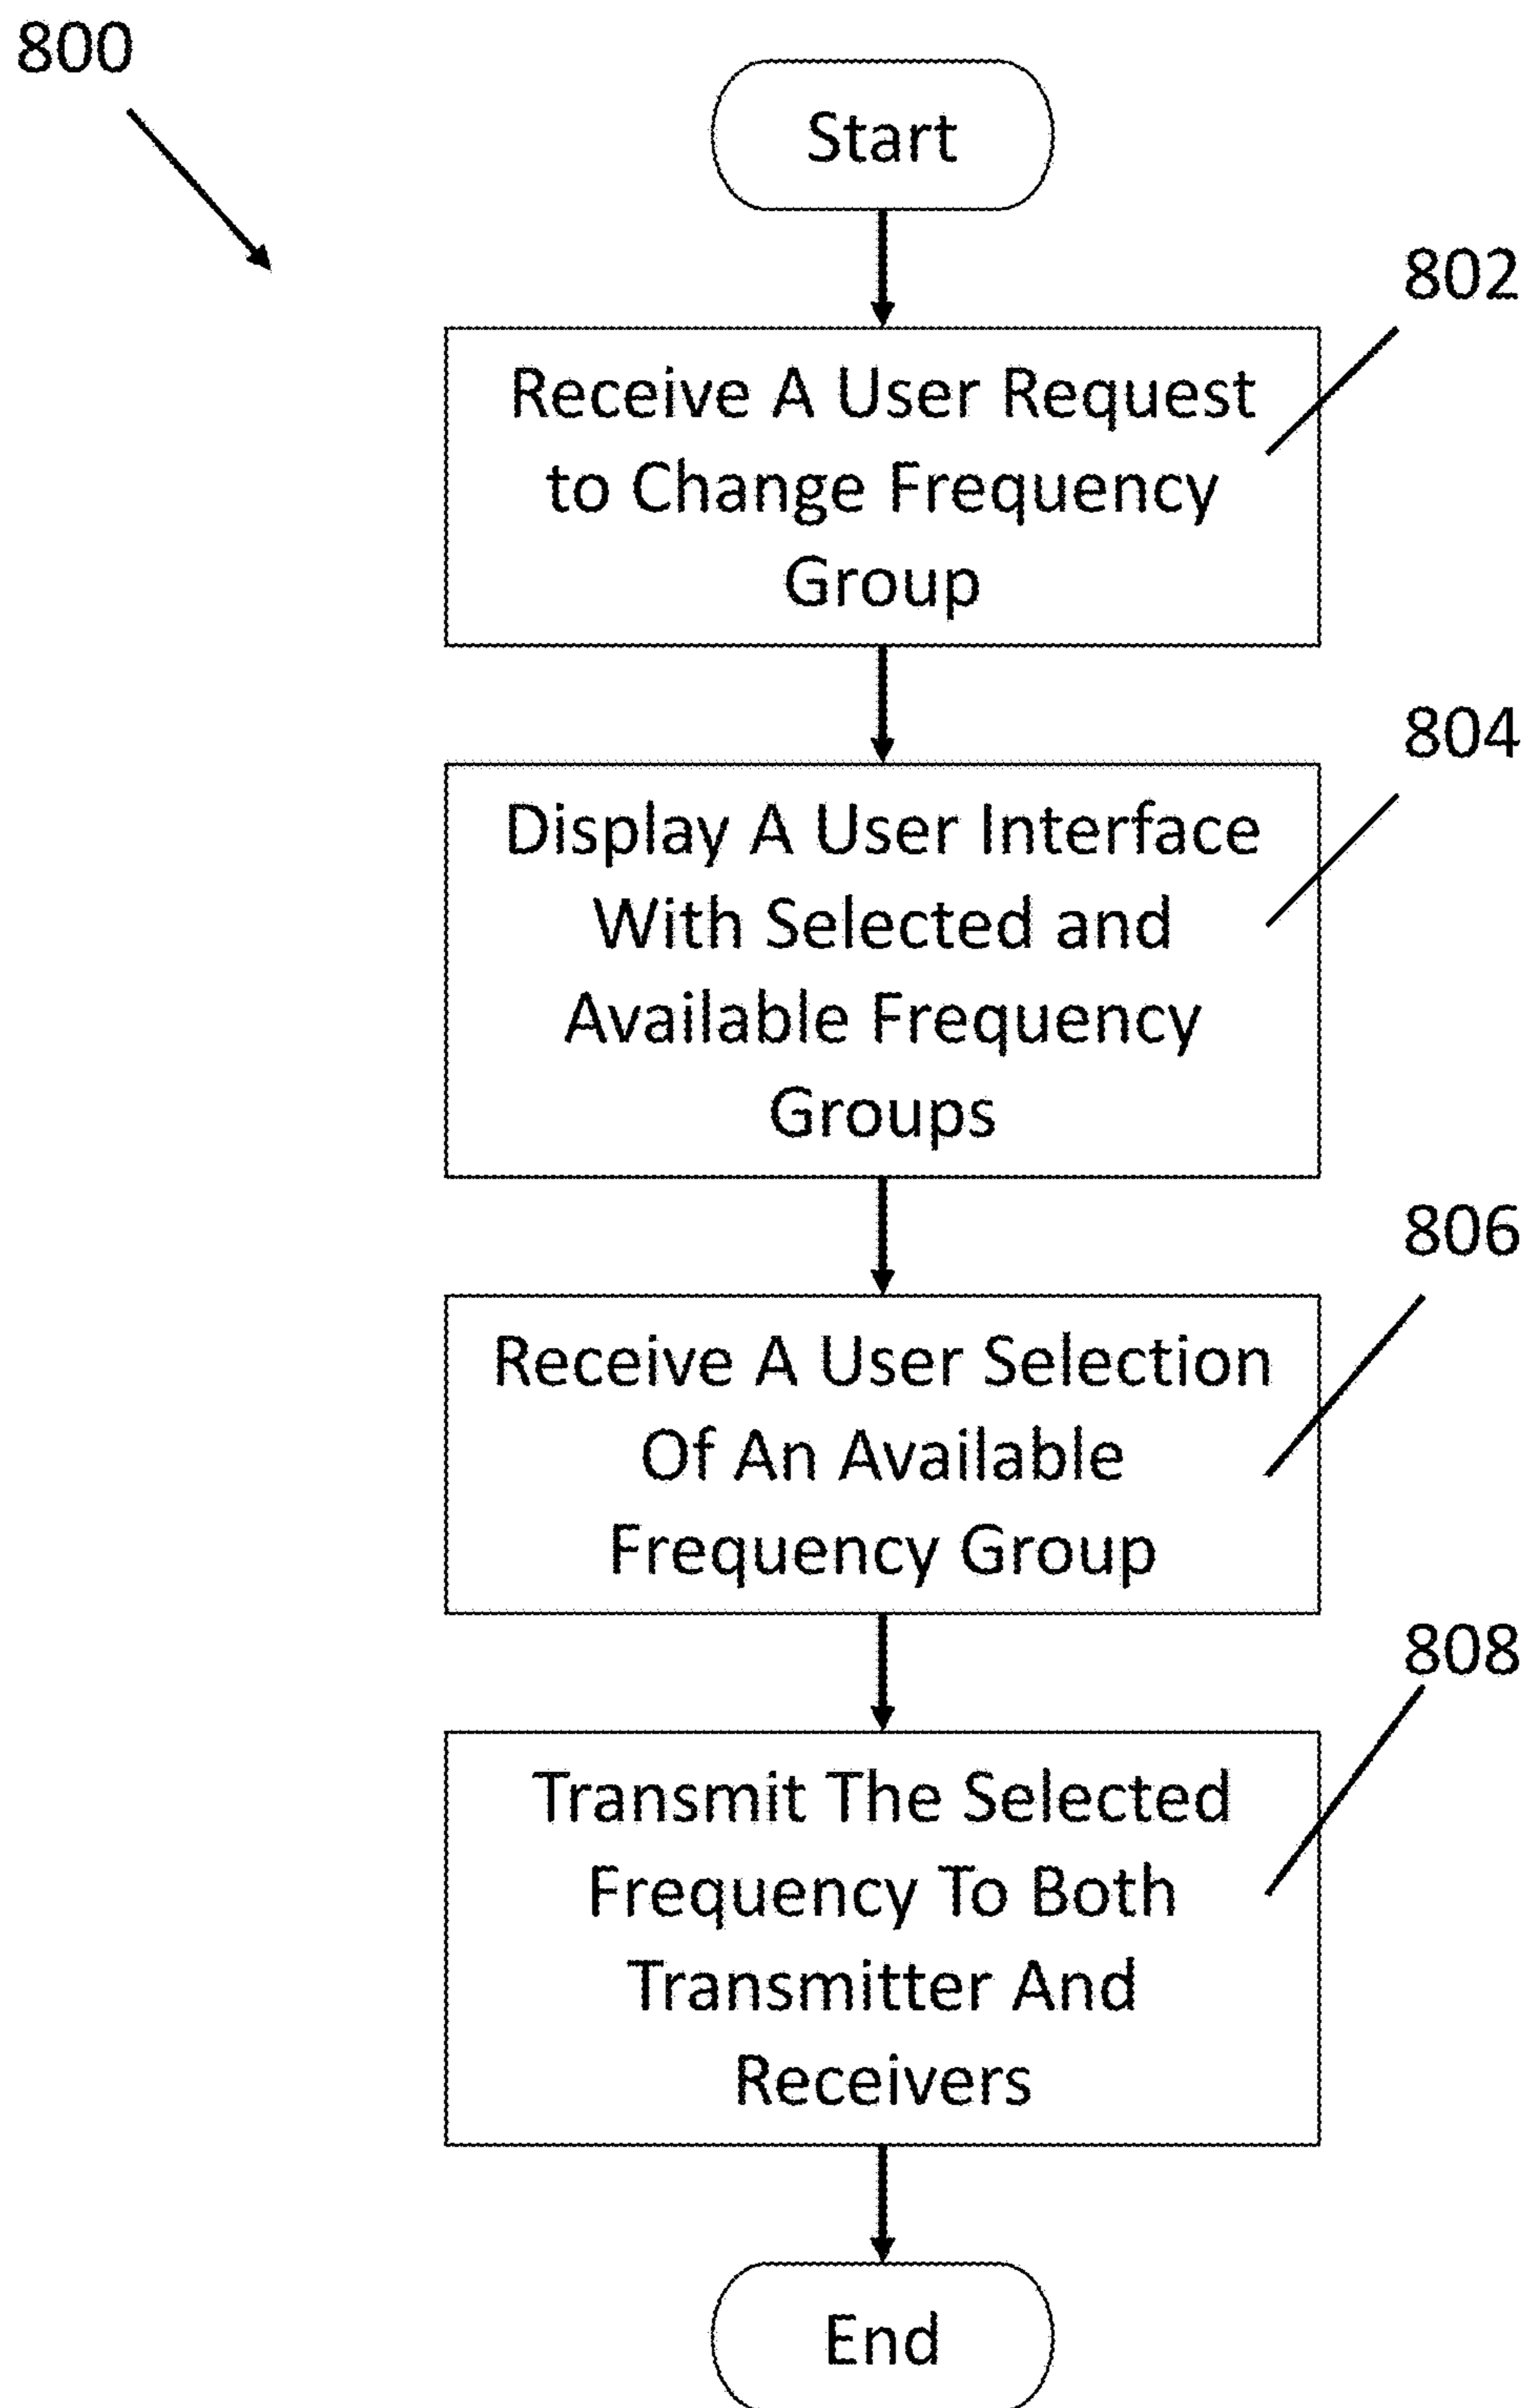 800
Start
802
Receive A User Request
to Change Frequency
Group
804
Display A User Interface
With Selected and
Available Frequency
Groups
806
Receive A User Selection
Of An Available
Frequency Group
808
Transmit The Selected
Frequency To Both
Transmitter And
Receivers
End